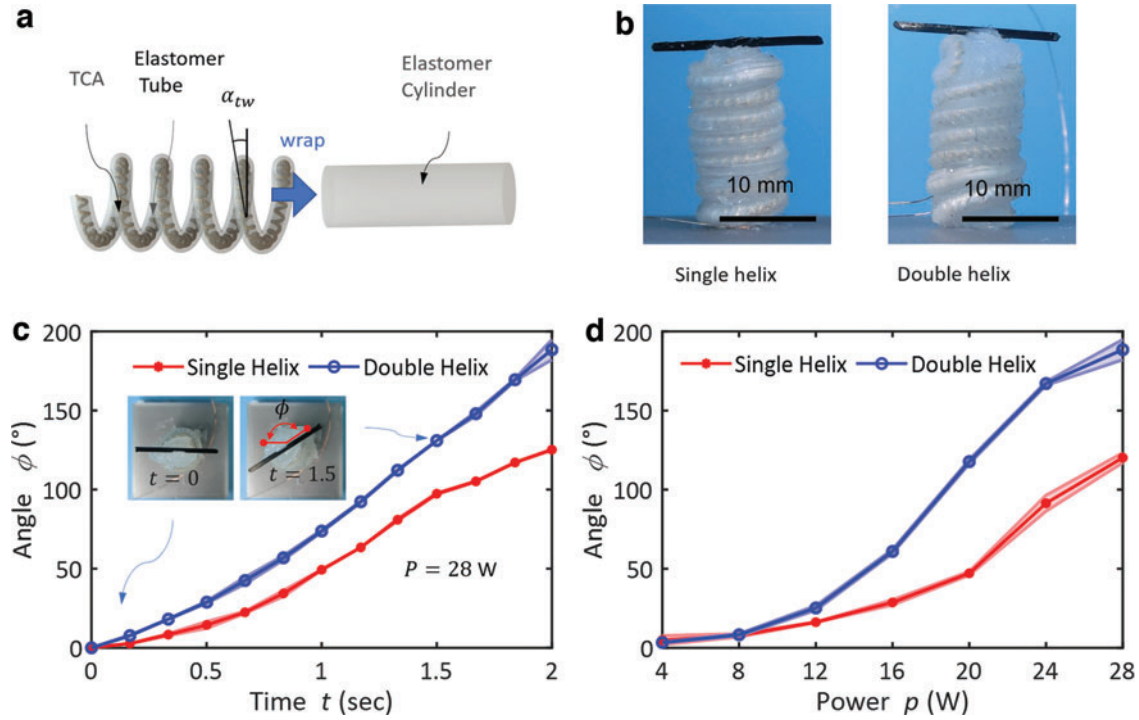 a
TCA
Elastomer
Tube
α_tw
wrap
Elastomer
Cylinder
b
10 mm
10 mm
Single helix
Double helix
c
Angle ϕ (°)
200
150
100
50
0
Single Helix
Double Helix
ϕ
t = 0
t = 1.5
P = 28 W
0
0.5
1
1.5
2
Time t (sec)
d
Angle ϕ (°)
200
150
100
50
0
Single Helix
Double Helix
4
8
12
16
20
24
28
Power p (W)